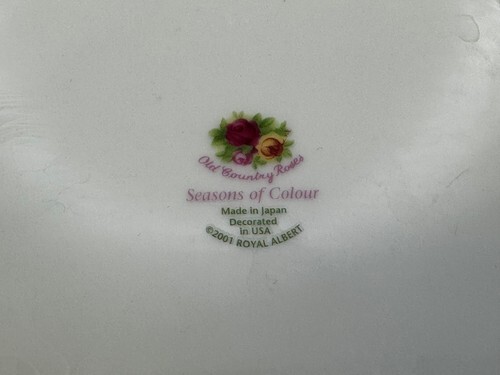 Old Country Roses
Seasons of Colour
Made in Japan
Decorated
In USA
©2001 ROYAL ALBERT